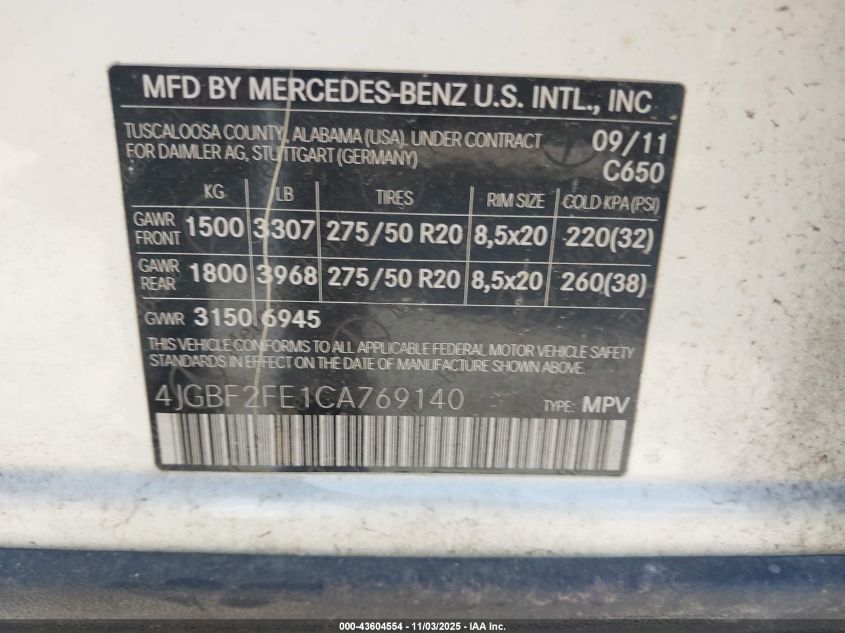 MFD BY MERCEDES-BENZ U.S. INTL., INC
TUSCALOOSA COUNTY, ALABAMA (USA), UNDER CONTRACT 09/11
FOR DAIMLER AG, STUTTGART (GERMANY) C650
KG LB TIRES RIM SIZE COLD KPA (PSI)
GAWR FRONT 1500 3307 275/50 R20 8,5x20 220(32)
GAWR REAR 1800 3968 275/50 R20 8,5x20 260(38)
GVWR 3150 6945
THIS VEHICLE CONFORMS TO ALL APPLICABLE FEDERAL MOTOR VEHICLE SAFETY
STANDARDS IN EFFECT ON THE DATE OF MANUFACTURE SHOWN ABOVE.
4JGBF2FE1CA769140 TYPE: MPV
000-43604554 - 11/03/2025 - IAA Inc.